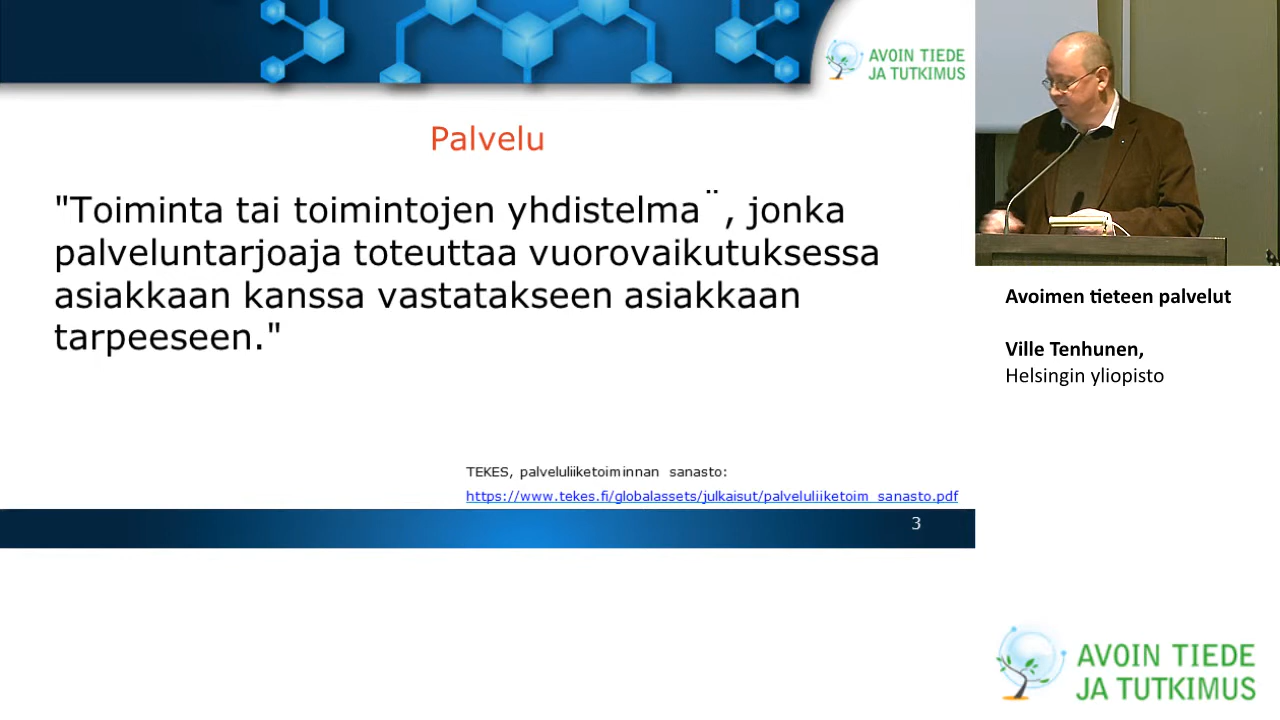 AVOIN TIEDE
JA TUTKIMUS
Palvelu
"Toiminta tai toimintojen yhdistelma¨, jonka
palveluntarjoaja toteuttaa vuorovaikutuksessa
asiakkaan kanssa vastatakseen asiakkaan
tarpeeseen."
TEKES, palveluliiketoiminnan sanasto:
https://www.tekes.fi/globalassets/julkaisut/palveluliiketoim_sanasto.pdf
3
Avoimen tieteen palvelut
Ville Tenhunen,
Helsingin yliopisto
AVOIN TIEDE
JA TUTKIMUS